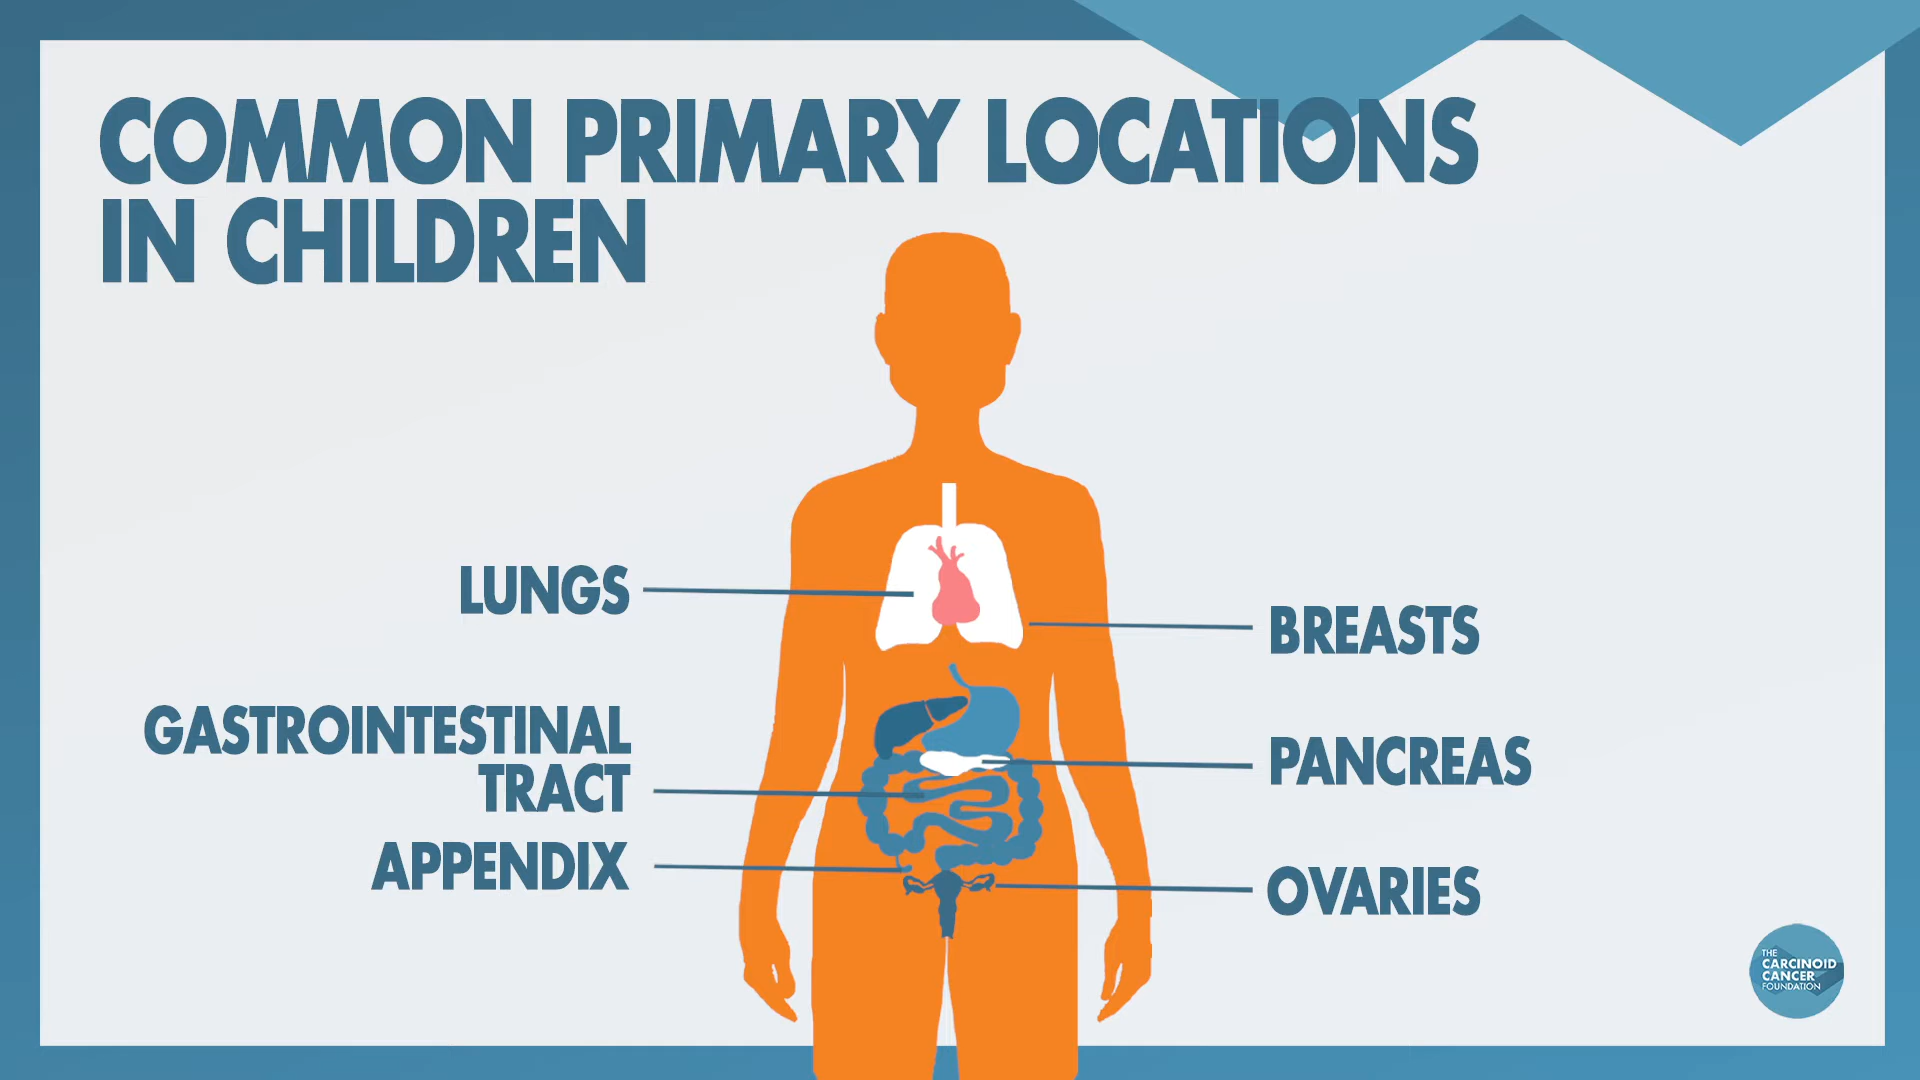 COMMON PRIMARY LOCATIONS
IN CHILDREN
LUNGS
BREASTS
GASTROINTESTINAL
TRACT
PANCREAS
APPENDIX
OVARIES
THE
CARCINOID
CANCER
FOUNDATION